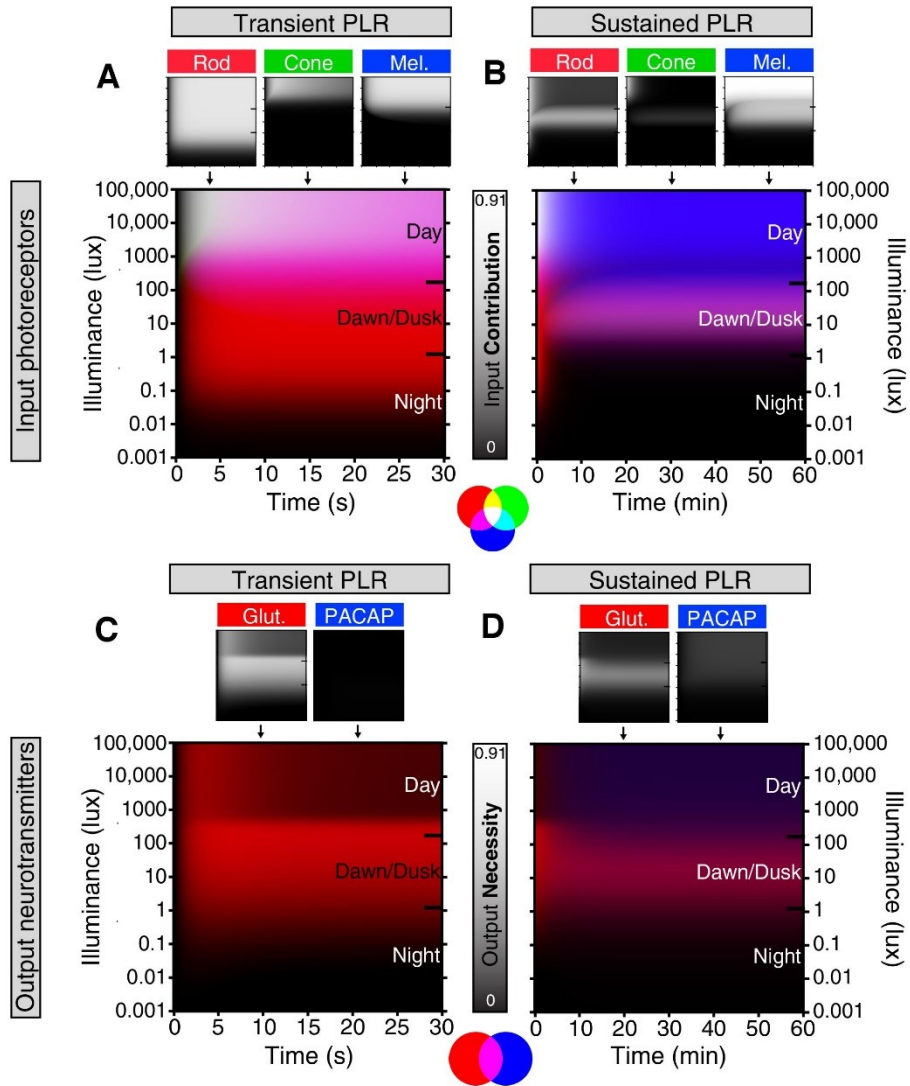 Transient PLR
Sustained PLR
A
Rod
Cone
Mel.
B
Rod
Cone
Mel.
Input photoreceptors
Illuminance (lux)
100,000
10,000
1000
100
10
1
0.1
0.01
0.001
Day
Dawn/Dusk
Night
0 5 10 15 20 25 30
Time (s)
0.91
Input Contribution
0
Day
Dawn/Dusk
Night
100,000
10,000
1000
100
10
1
0.1
0.01
0.001
Illuminance (lux)
0 10 20 30 40 50 60
Time (min)
Transient PLR
Sustained PLR
C
Glut.
PACAP
D
Glut.
PACAP
Output neurotransmitters
Illuminance (lux)
100,000
10,000
1000
100
10
1
0.1
0.01
0.001
Day
Dawn/Dusk
Night
0 5 10 15 20 25 30
Time (s)
0.91
Output Necessity
0
Day
Dawn/Dusk
Night
100,000
10,000
1000
100
10
1
0.1
0.01
0.001
Illuminance (lux)
0 10 20 30 40 50 60
Time (min)